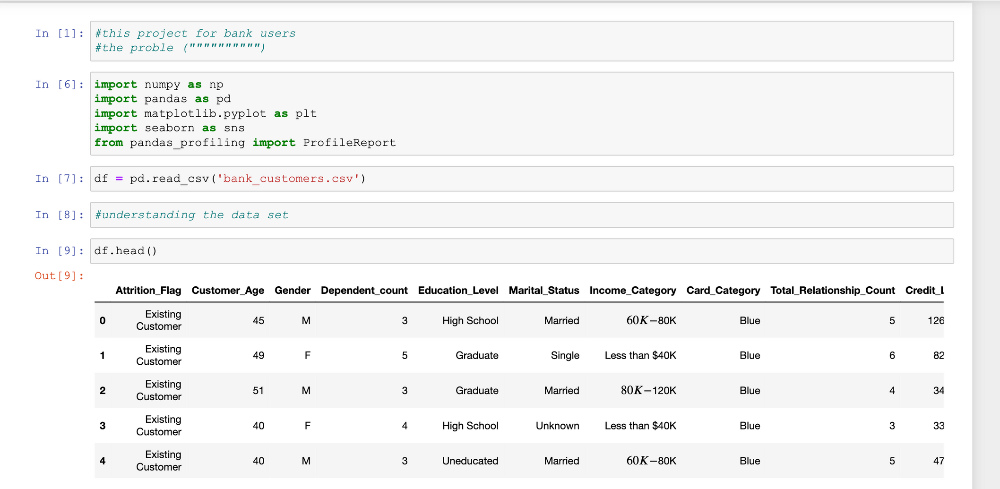 In [1]: #this project for bank users
#the proble ("""""""""")
In [6]: import numpy as np
import pandas as pd
import matplotlib.pyplot as plt
import seaborn as sns
from pandas_profiling import ProfileReport
In [7]: df = pd.read_csv('bank_customers.csv')
In [8]: #understanding the data set
In [9]: df.head()
Out[9]:
Attrition_Flag Customer_Age Gender Dependent_count Education_Level Marital_Status Income_Category Card_Category Total_Relationship_Count Credit_L
0 Existing Customer 45 M 3 High School Married 60K−80K Blue 5 126
1 Existing Customer 49 F 5 Graduate Single Less than $40K Blue 6 82
2 Existing Customer 51 M 3 Graduate Married 80K−120K Blue 4 34
3 Existing Customer 40 F 4 High School Unknown Less than $40K Blue 3 33
4 Existing Customer 40 M 3 Uneducated Married 60K−80K Blue 5 47